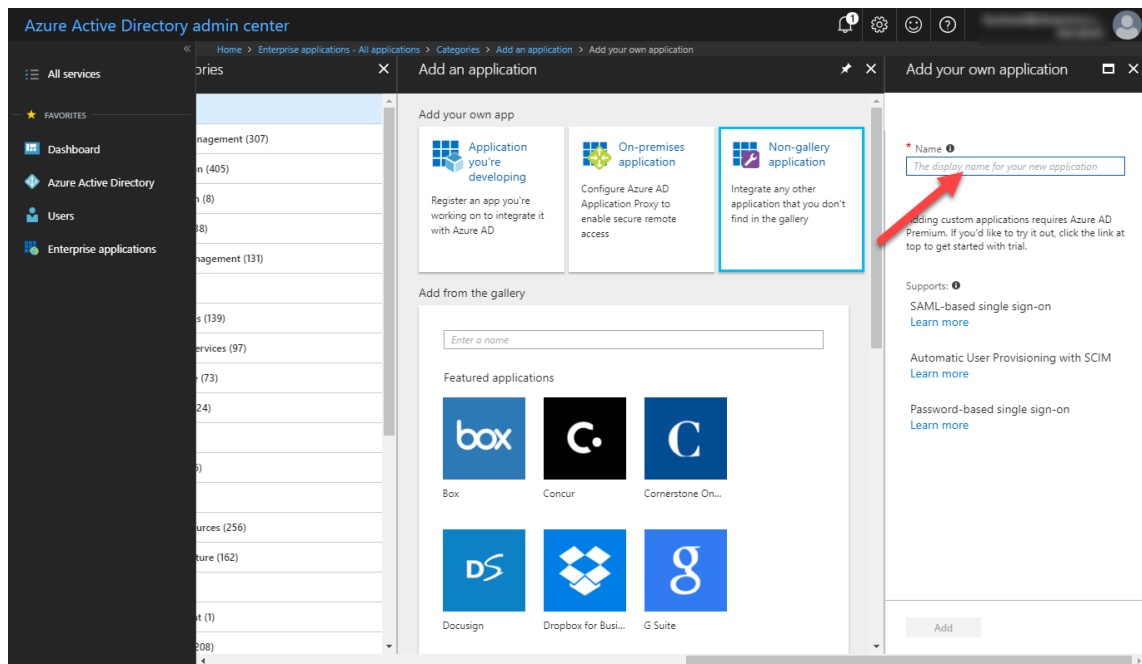 Azure Active Directory admin center
1
Home > Enterprise applications - All applications > Categories > Add an application > Add your own application
All services
FAVORITES
Dashboard
Azure Active Directory
Users
Enterprise applications
ories
nagement (307)
n (405)
(8)
38)
nagement (131)
s (139)
ervices (97)
(73)
24)
urces (256)
ture (162)
t (1)
208)
Add an application
Add your own app
Application
you're
developing
Register an app you're
working on to integrate it
with Azure AD
On-premises
application
Configure Azure AD
Application Proxy to
enable secure remote
access
Non-gallery
application
Integrate any other
application that you don't
find in the gallery
Add from the gallery
Enter a name
Featured applications
box
C
C
Box
Concur
Cornerstone On...
DS
g
Docusign
Dropbox for Busi...
G Suite
Add your own application
* Name
The display name for your new application
Adding custom applications requires Azure AD
Premium. If you'd like to try it out, click the link at
top to get started with trial.
Supports:
SAML-based single sign-on
Learn more
Automatic User Provisioning with SCIM
Learn more
Password-based single sign-on
Learn more
Add